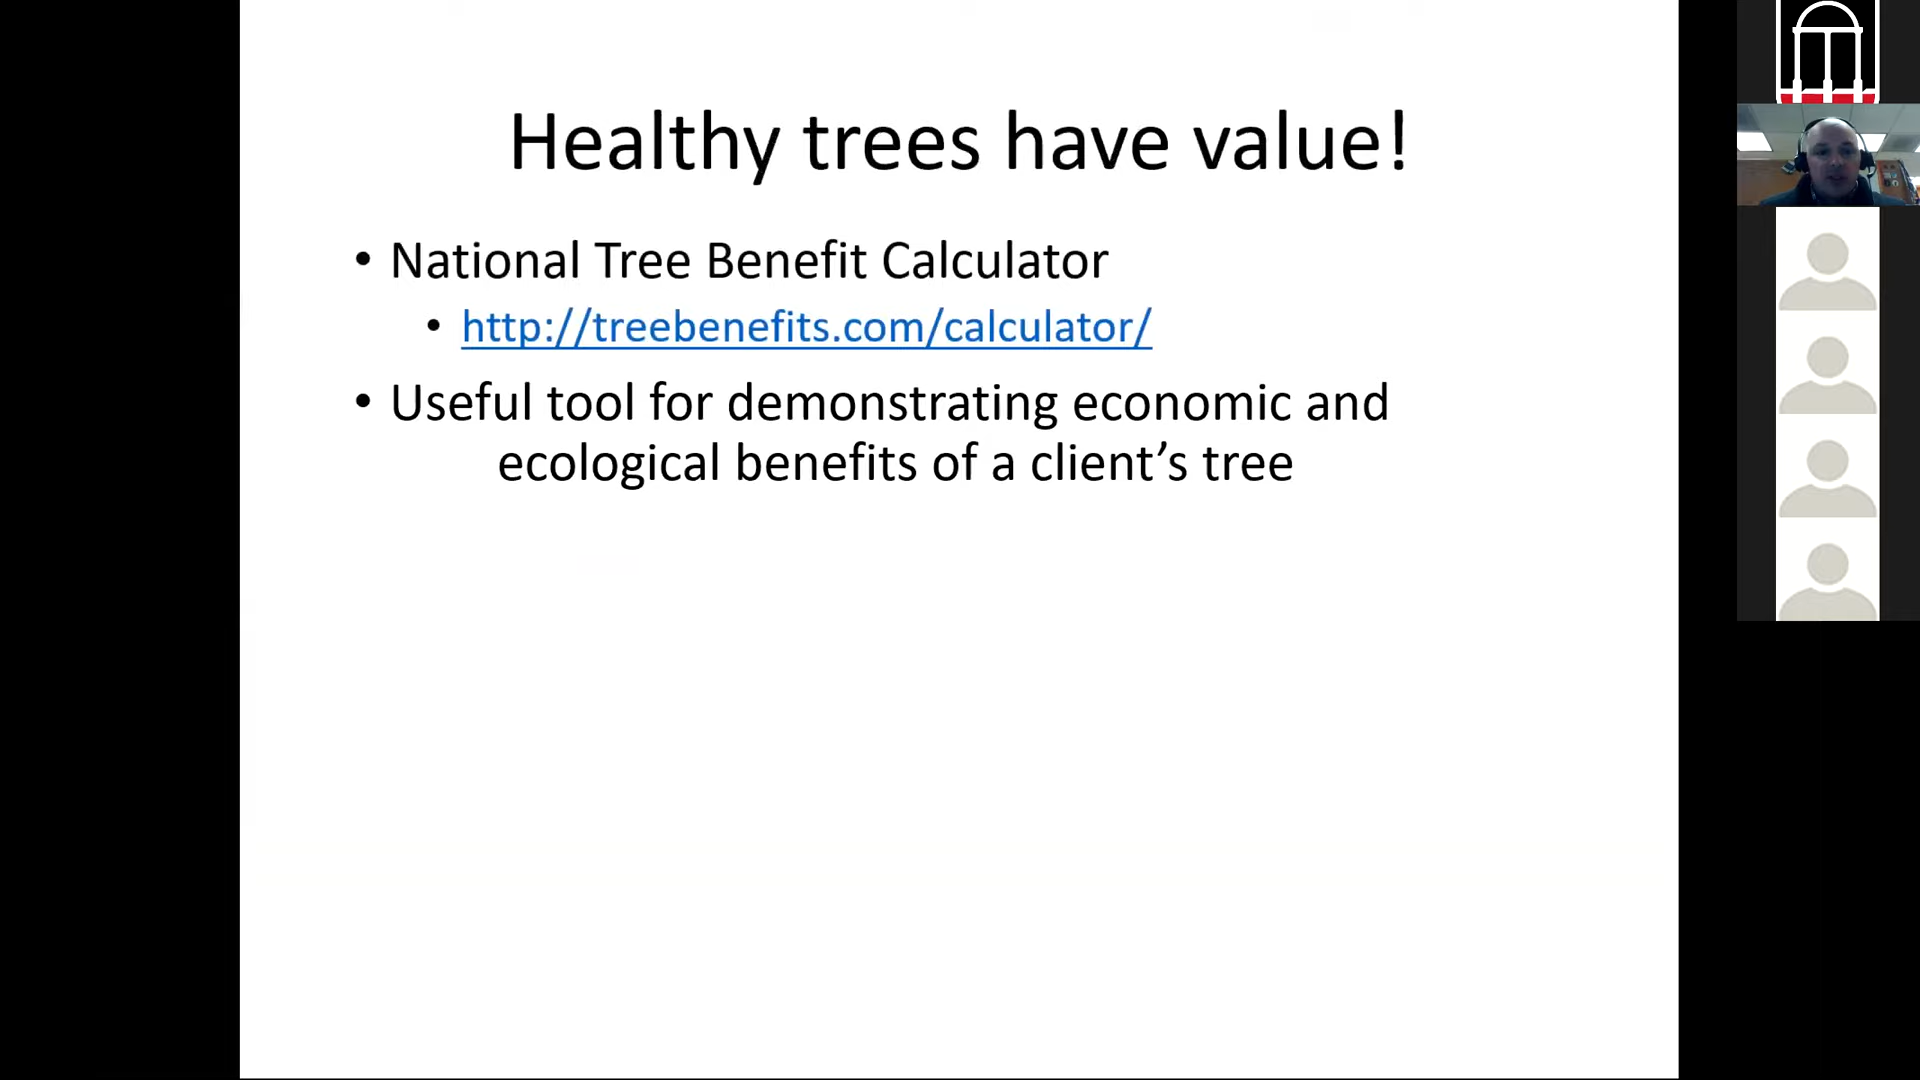 Healthy trees have value!
• National Tree Benefit Calculator
• http://treebenefits.com/calculator/
• Useful tool for demonstrating economic and
ecological benefits of a client’s tree